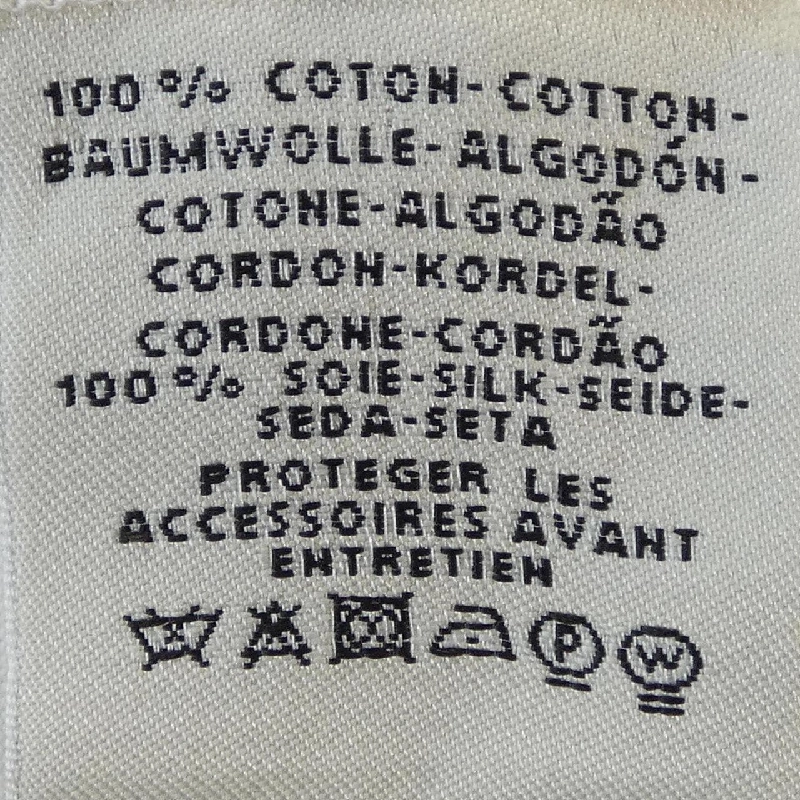 100% COTON-COTTON-
BAUMWOLLE-ALGODÓN-
COTONE-ALGODÃO
CORDON-KORDEL-
CORDONE-CORDÃO
100% SOIE-SILK-SEIDE-
SEDA-SETA
PROTEGER LES
ACCESSOIRES AVANT
ENTRETIEN
P W